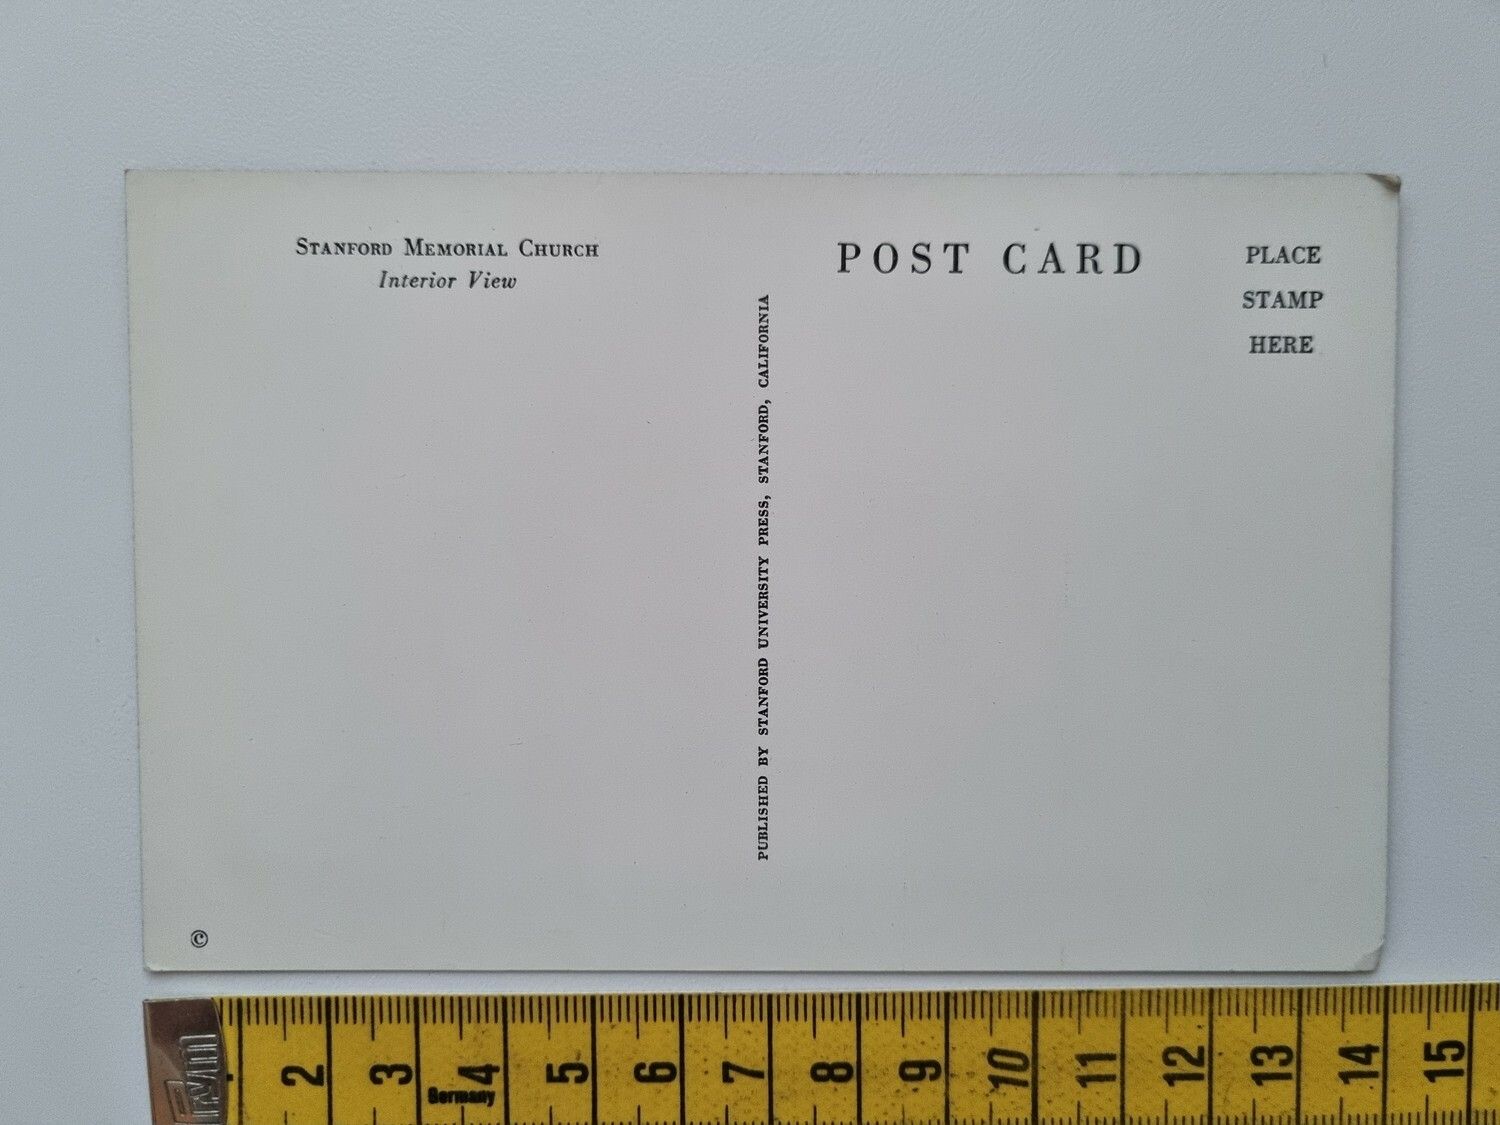 STANFORD MEMORIAL CHURCH
Interior View
POST CARD
PLACE
STAMP
HERE
PUBLISHED BY STANFORD UNIVERSITY PRESS, STANFORD, CALIFORNIA
©
2 3 4 5 6 7 8 9 10 11 12 13 14 15
Germany